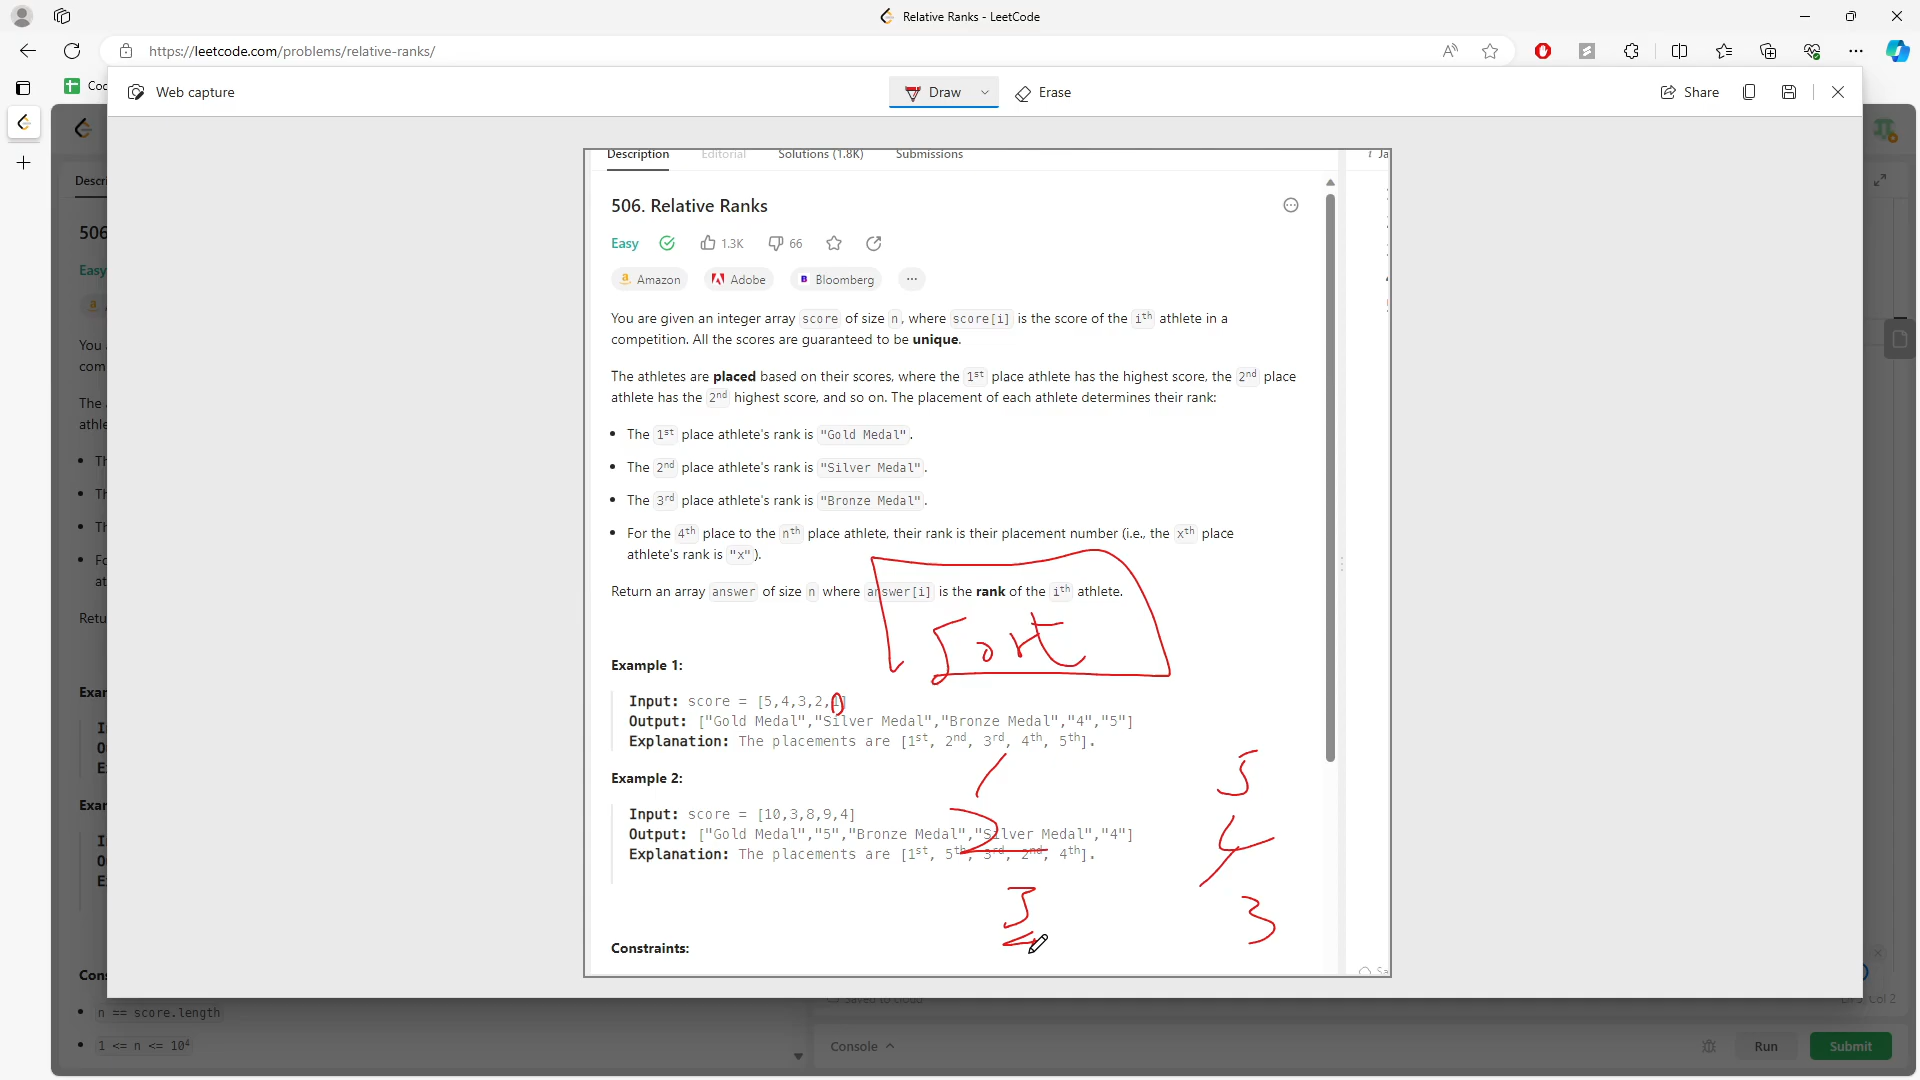 Relative Ranks - LeetCode
https://leetcode.com/problems/relative-ranks/
Web capture
Draw
Erase
Share
Description
Editorial
Solutions (1.8K)
Submissions
506. Relative Ranks
Easy
1.3K
66
Amazon
Adobe
Bloomberg
You are given an integer array score of size n, where score[i] is the score of the ith athlete in a
competition. All the scores are guaranteed to be unique.
The athletes are placed based on their scores, where the 1st place athlete has the highest score, the 2nd place
athlete has the 2nd highest score, and so on. The placement of each athlete determines their rank:
• The 1st place athlete's rank is "Gold Medal".
• The 2nd place athlete's rank is "Silver Medal".
• The 3rd place athlete's rank is "Bronze Medal".
• For the 4th place to the nth place athlete, their rank is their placement number (i.e., the xth place
athlete's rank is "x").
Return an array answer of size n where answer[i] is the rank of the ith athlete.
Sort
Example 1:
Input: score = [5,4,3,2,1]
Output: ["Gold Medal","Silver Medal","Bronze Medal","4","5"]
Explanation: The placements are [1st, 2nd, 3rd, 4th, 5th].
1
5
Example 2:
Input: score = [10,3,8,9,4]
2
4
Output: ["Gold Medal","5","Bronze Medal","Silver Medal","4"]
Explanation: The placements are [1st, 5th, 3rd, 2nd, 4th].
3
3
Constraints:
• n == score.length
• 1 <= n <= 10⁴
Saved to cloud
Console
Run
Submit